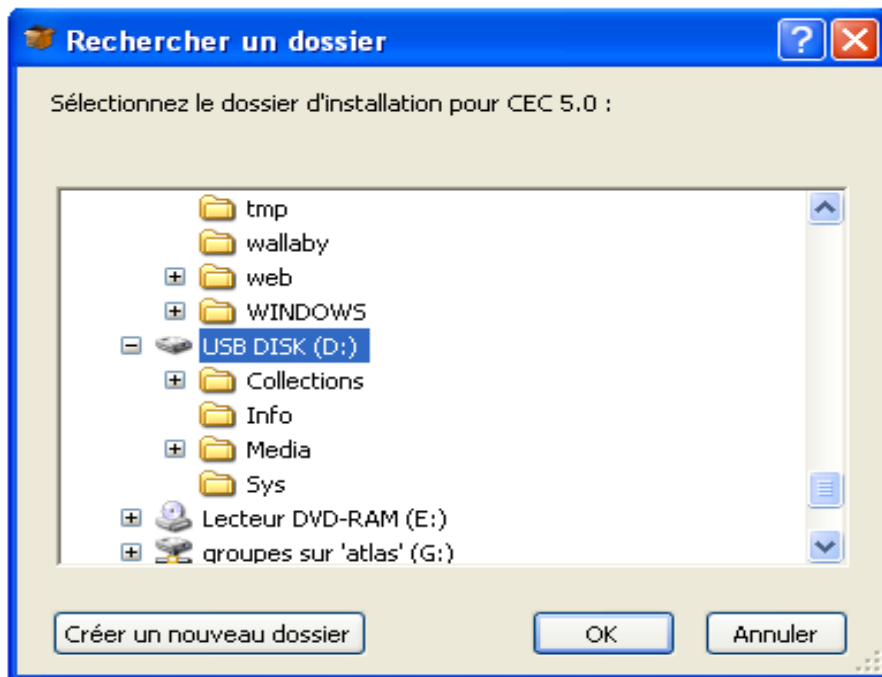 Rechercher un dossier
Sélectionnez le dossier d'installation pour CEC 5.0 :
tmp
wallaby
web
WINDOWS
USB DISK (D:)
Collections
Info
Media
Sys
Lecteur DVD-RAM (E:)
groupes sur 'atlas' (G:)
Créer un nouveau dossier OK Annuler